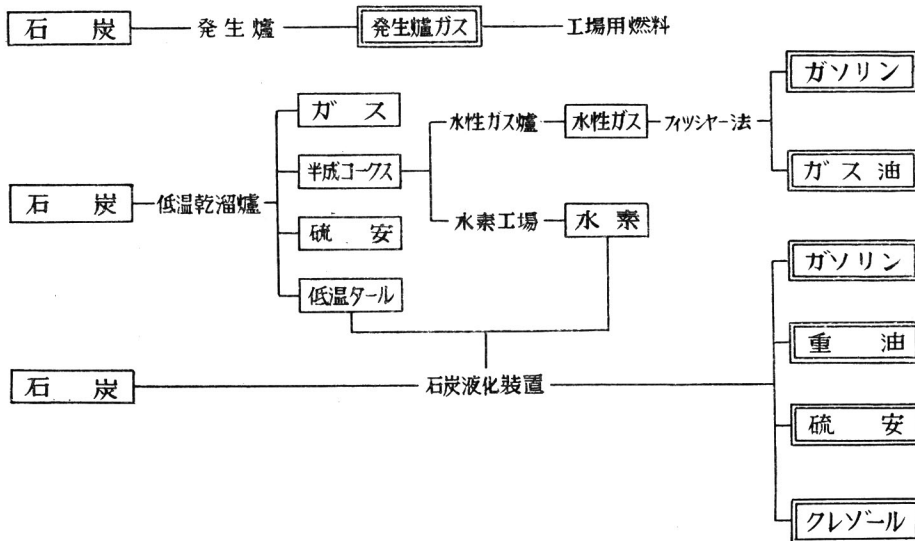 石炭 発生爐 発生爐ガス 工場用燃料
ガソリン
ガス
水性ガス爐 水性ガス フィッシヤー法
半成コークス
ガス油
石炭 低温乾溜爐
水素工場 水素
硫安
ガソリン
低温タール
重油
石炭 石炭液化装置
硫安
クレゾール